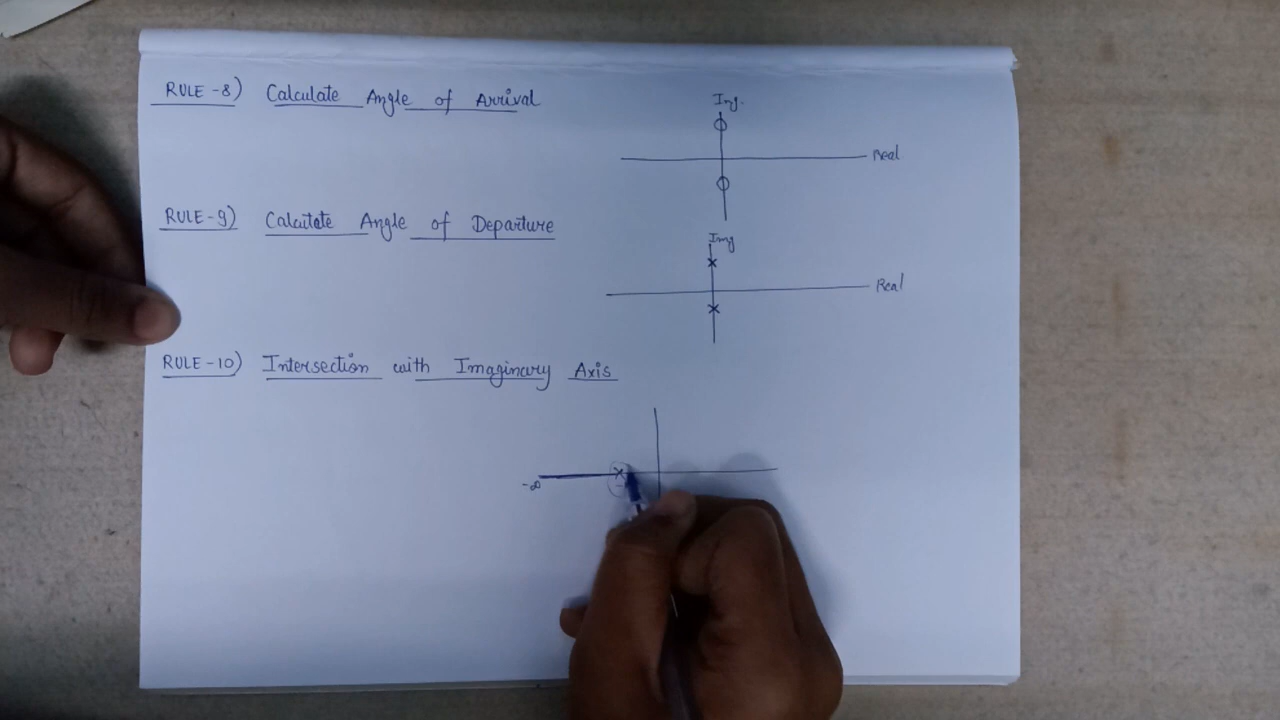 RULE-8) Calculate Angle of Arrival
Img.
Real
RULE-9) Calculate Angle of Departure
Img
Real
RULE-10) Intersection with Imaginary Axis
-∞